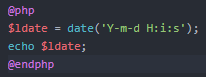 @php
$ldate = date('Y-m-d H:i:s');
echo $ldate;
@endphp